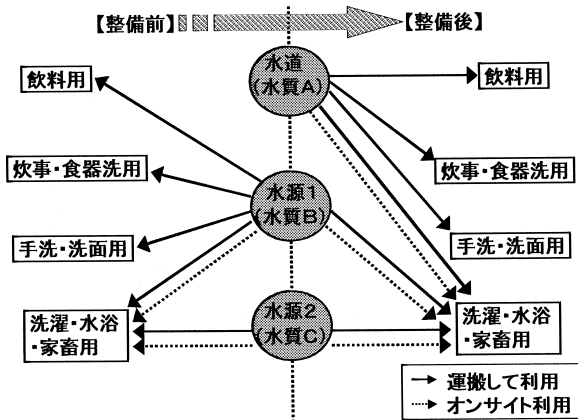 【整備前】
【整備後】
水道
(水質A)
飲料用
飲料用
炊事・食器洗用
炊事・食器洗用
水源1
(水質B)
手洗・洗面用
手洗・洗面用
洗濯・水浴
・家畜用
水源2
(水質C)
洗濯・水浴
・家畜用
運搬して利用
オンサイト利用